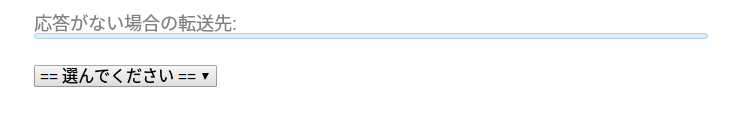 応答がない場合の転送先:
== 選んでください == ▼